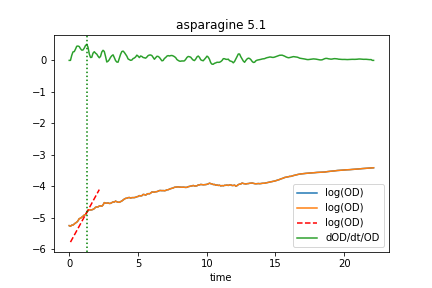 asparagine 5.1
0
−1
−2
−3
−4
−5
−6
log(OD)
log(OD)
log(OD)
dOD/dt/OD
0 5 10 15 20
time